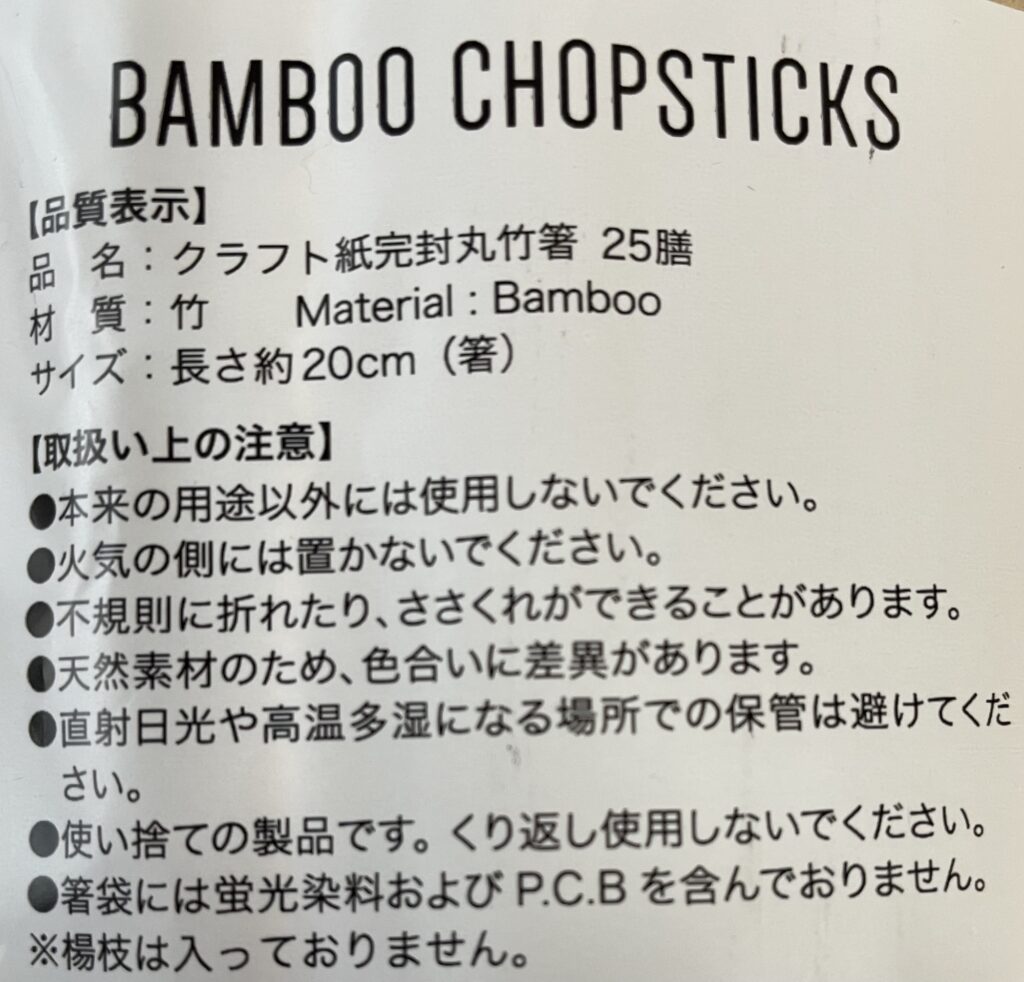 BAMBOO CHOPSTICKS
【品質表示】
品　名：クラフト紙完封丸竹箸 25膳
材　質：竹　　Material : Bamboo
サイズ：長さ約20cm（箸）
【取扱い上の注意】
●本来の用途以外には使用しないでください。
●火気の側には置かないでください。
●不規則に折れたり、ささくれができることがあります。
●天然素材のため、色合いに差異があります。
●直射日光や高温多湿になる場所での保管は避けてくだ
さい。
●使い捨ての製品です。くり返し使用しないでください。
●箸袋には蛍光染料および P.C.B を含んでおりません。
※楊枝は入っておりません。